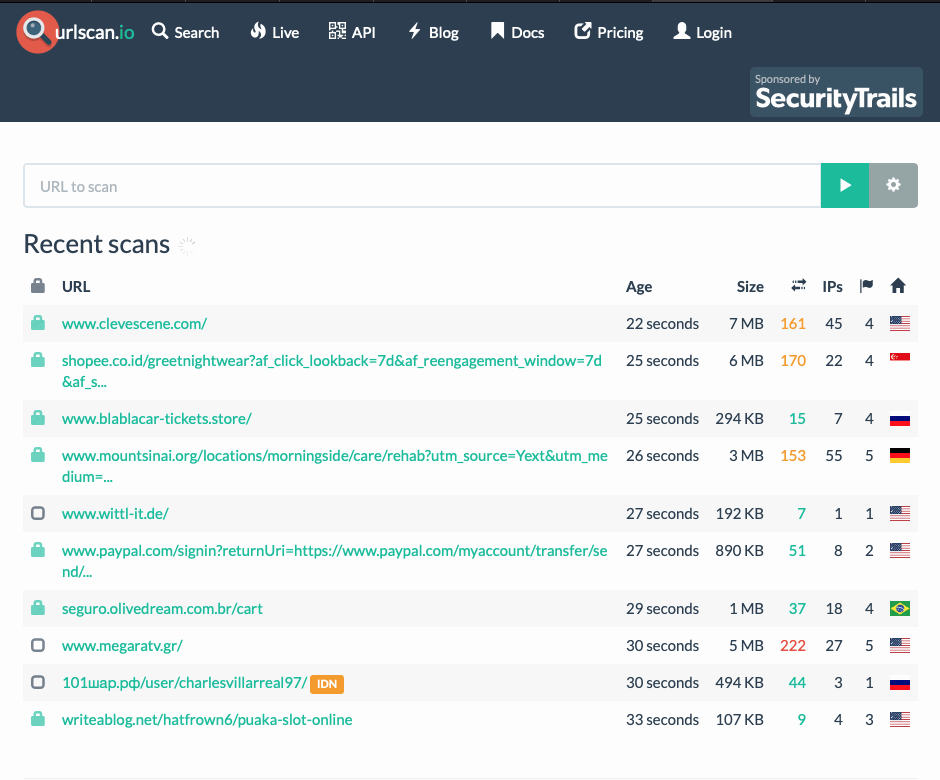 urlscan.io Search Live API Blog Docs Pricing Login
Sponsored by
SecurityTrails
URL to scan
Recent scans
URL Age Size IPs
www.clevescene.com/ 22 seconds 7 MB 161 45 4
shopee.co.id/greetnightwear?af_click_lookback=7d&af_reengagement_window=7d 25 seconds 6 MB 170 22 4
&af_s...
www.blablacar-tickets.store/ 25 seconds 294 KB 15 7 4
www.mountsinai.org/locations/morningside/care/rehab?utm_source=Yext&utm_me 26 seconds 3 MB 153 55 5
dium=...
www.wittl-it.de/ 27 seconds 192 KB 7 1 1
www.paypal.com/signin?returnUri=https://www.paypal.com/myaccount/transfer/se 27 seconds 890 KB 51 8 2
nd/...
seguro.olivedream.com.br/cart 29 seconds 1 MB 37 18 4
www.megaratv.gr/ 30 seconds 5 MB 222 27 5
101шар.рф/user/charlesvillarreal97/ IDN 30 seconds 494 KB 44 3 1
writeablog.net/hatfrown6/puaka-slot-online 33 seconds 107 KB 9 4 3